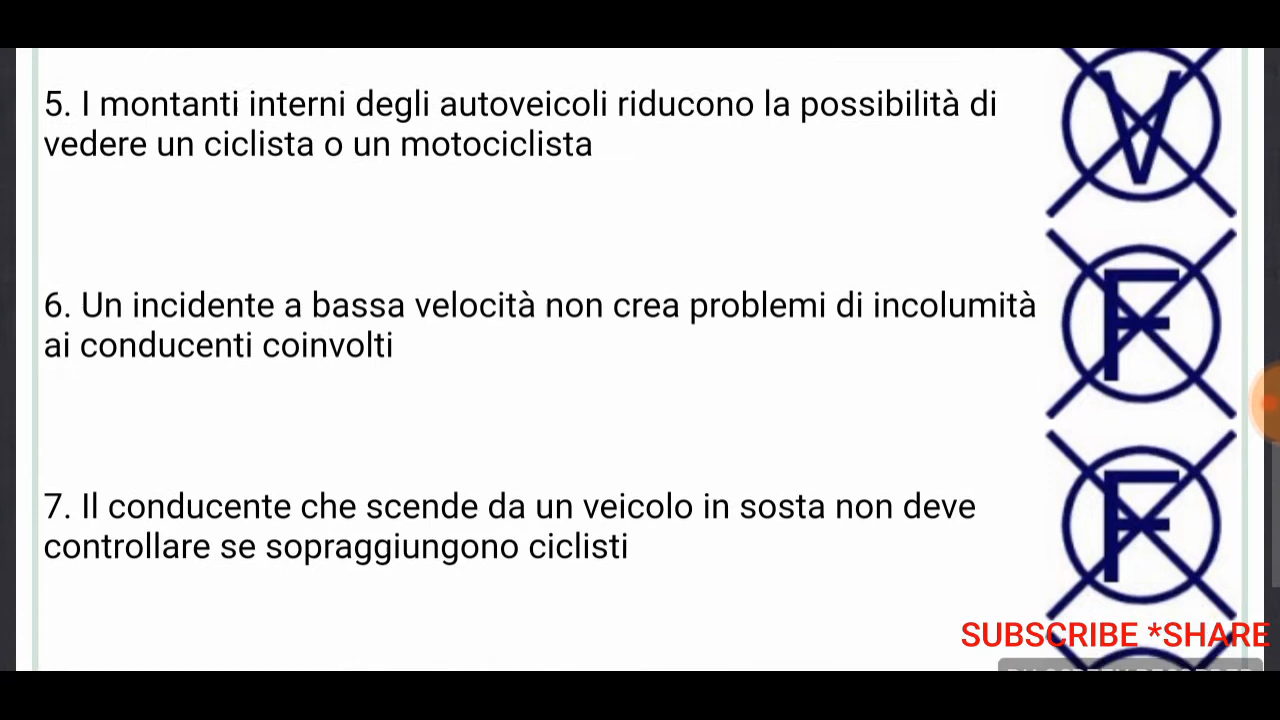 5. I montanti interni degli autoveicoli riducono la possibilità di
vedere un ciclista o un motociclista
V
6. Un incidente a bassa velocità non crea problemi di incolumità
ai conducenti coinvolti
F
7. Il conducente che scende da un veicolo in sosta non deve
controllare se sopraggiungono ciclisti
F
SUBSCRIBE *SHARE